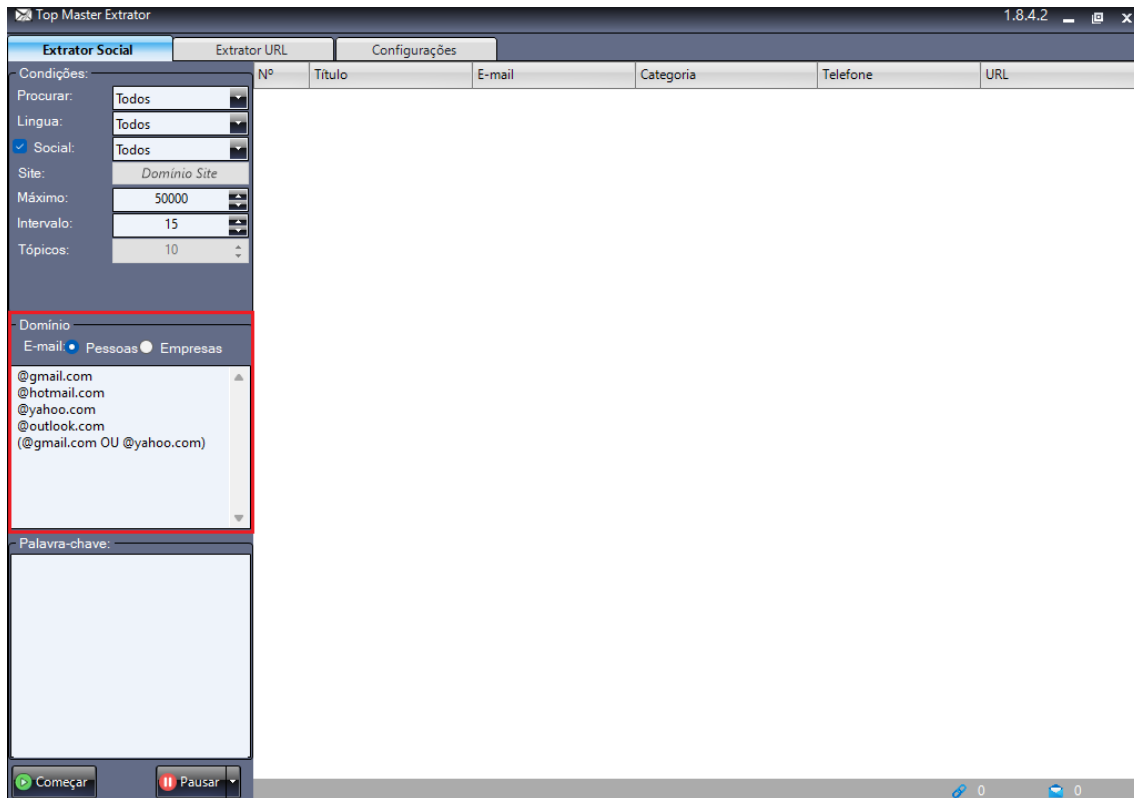 Top Master Extrator
1.8.4.2
Extrator Social
Extrator URL
Configurações
Condições:
Procurar: Todos
Lingua: Todos
Social: Todos
Site: Domínio Site
Máximo: 50000
Intervalo: 15
Tópicos: 10
Domínio
E-mail: Pessoas Empresas
@gmail.com
@hotmail.com
@yahoo.com
@outlook.com
(@gmail.com OU @yahoo.com)
Palavra-chave:
Começar Pausar
Nº Título E-mail Categoria Telefone URL
0 0